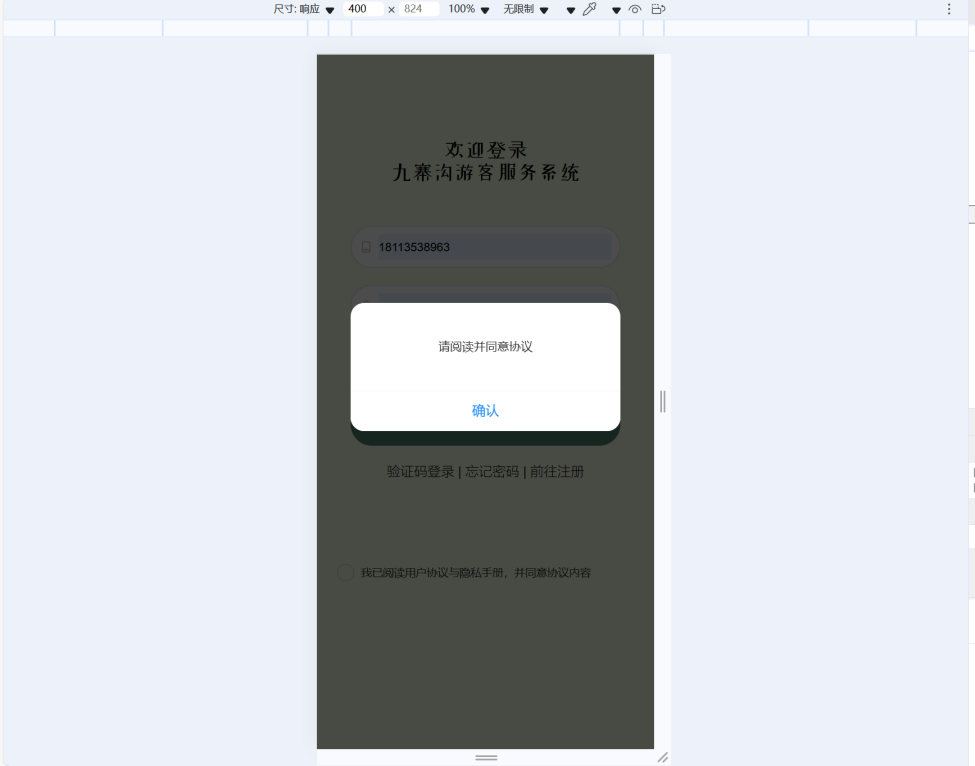 尺寸: 响应 400 × 824 100% 无限制
欢迎登录
九寨沟游客服务系统
18113538963
请阅读并同意协议
确认
验证码登录 | 忘记密码 | 前往注册
我已阅读用户协议与隐私手册，并同意协议内容